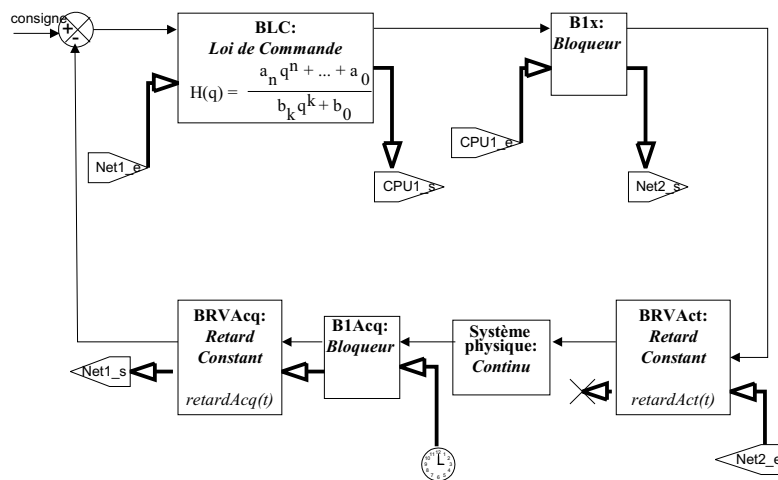 consigne
+
-
BLC:
Loi de Commande
H(q) = a_n q^n + ... + a_0
b_k q^k + b_0
B1x:
Bloqueur
Net1_e
CPU1_s
CPU1_e
Net2_s
BRVAcq:
Retard
Constant
retardAcq(t)
B1Acq:
Bloqueur
Système
physique:
Continu
BRVAct:
Retard
Constant
retardAct(t)
Net1_s
Net2_e